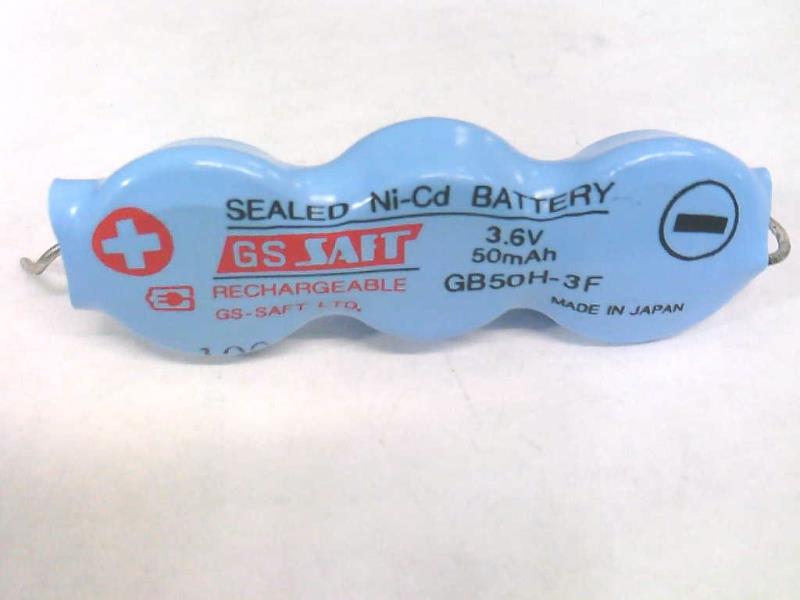 SEALED Ni-Cd BATTERY
GS SAFT
3.6V
50mAh
RECHARGEABLE
GB50H-3F
GS-SAFT LTD.
MADE IN JAPAN